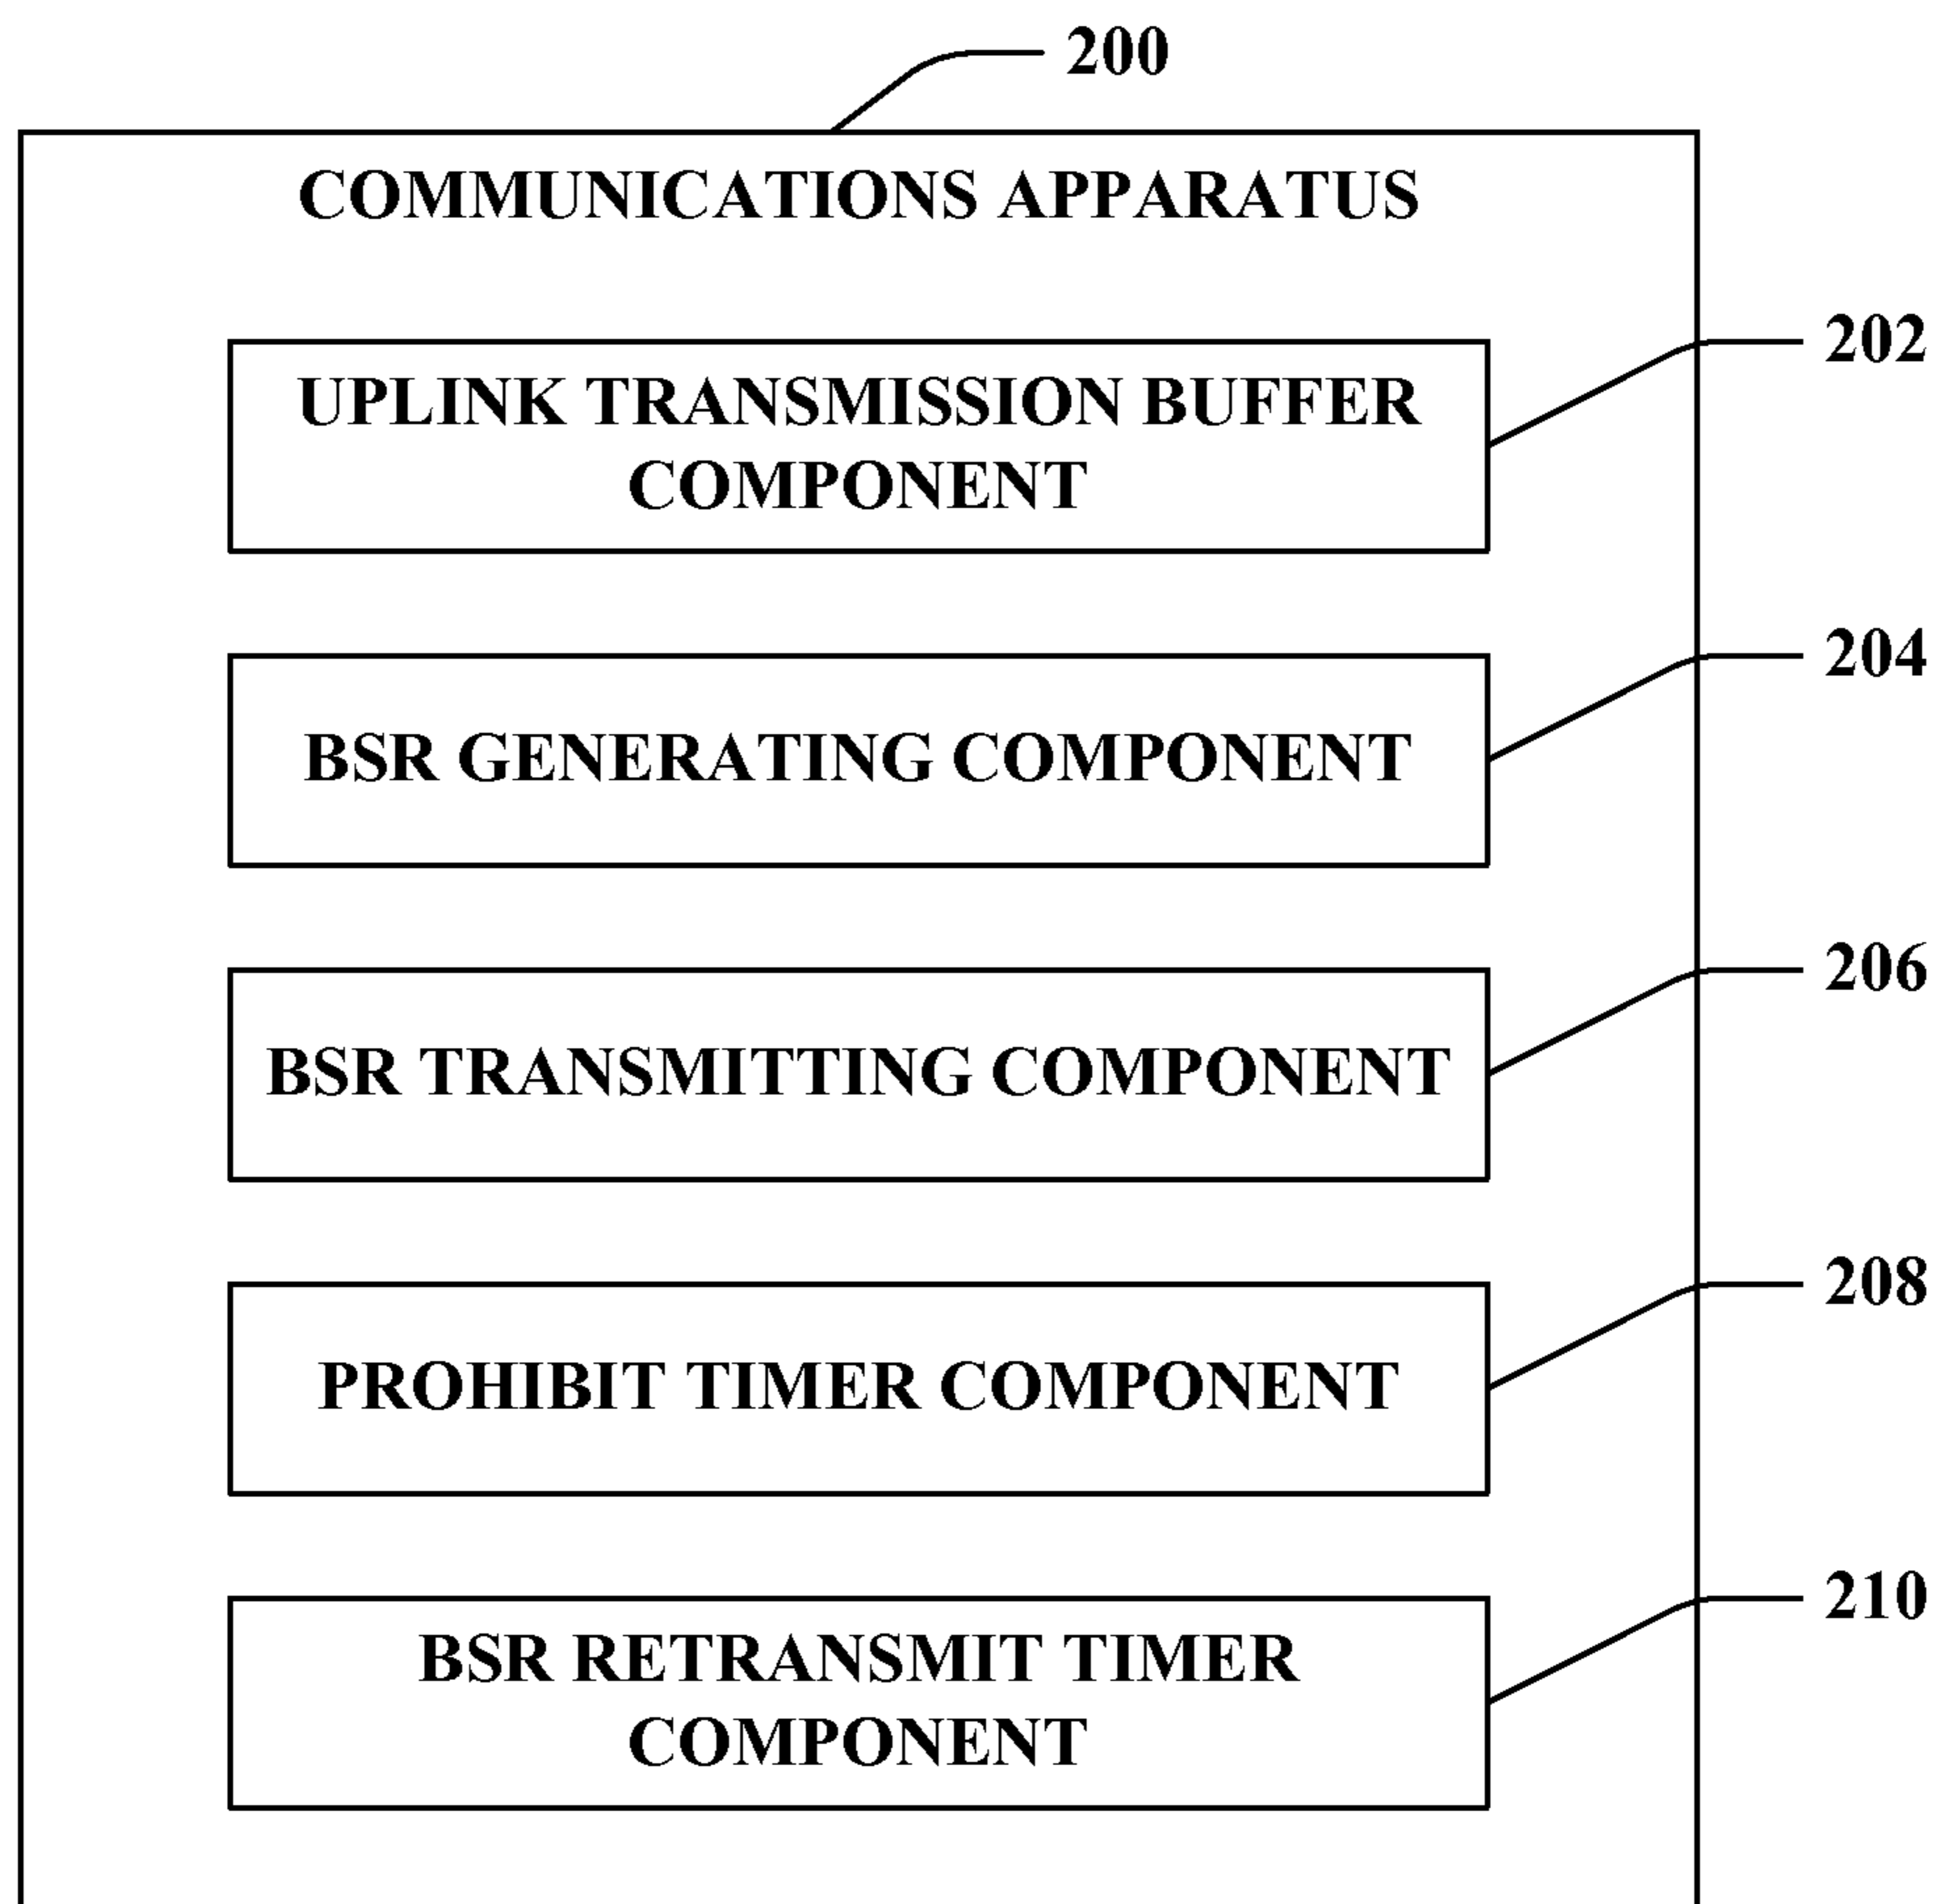 200
COMMUNICATIONS APPARATUS
202
UPLINK TRANSMISSION BUFFER
COMPONENT
204
BSR GENERATING COMPONENT
206
BSR TRANSMITTING COMPONENT
208
PROHIBIT TIMER COMPONENT
210
BSR RETRANSMIT TIMER
COMPONENT